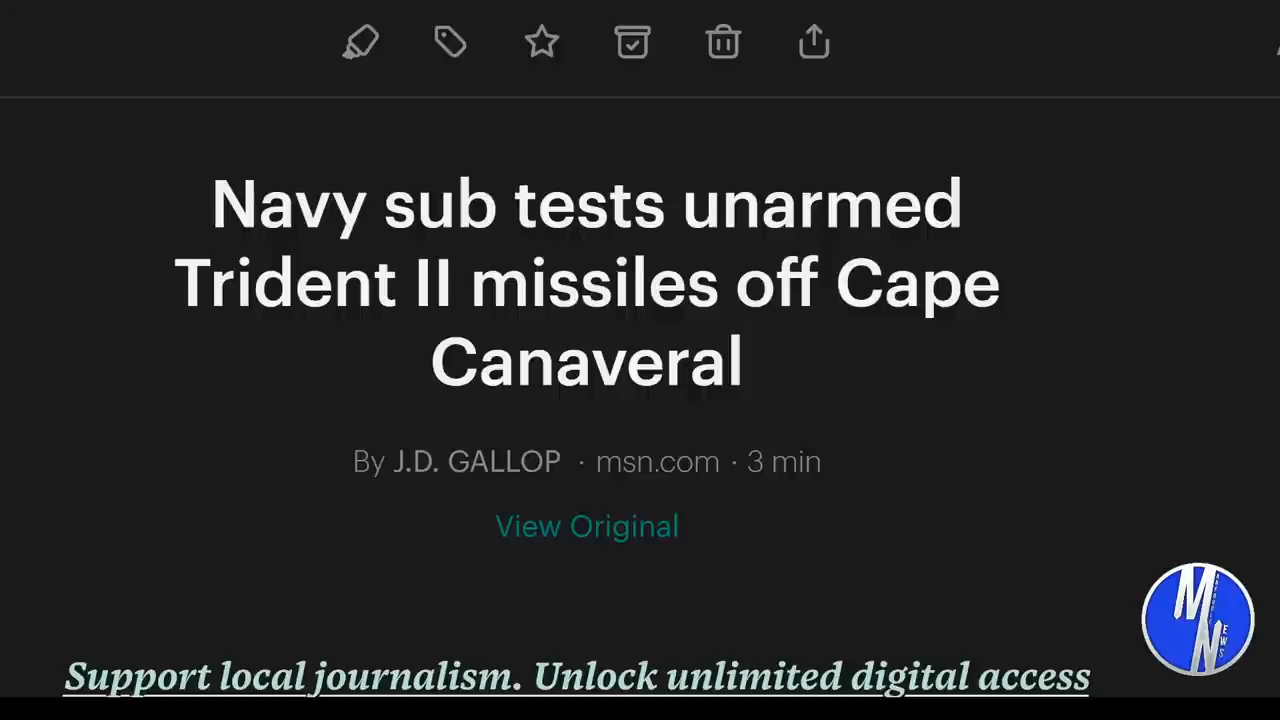 Navy sub tests unarmed
Trident II missiles off Cape
Canaveral
By J.D. GALLOP · msn.com · 3 min
View Original
Support local journalism. Unlock unlimited digital access
M
N
EWS